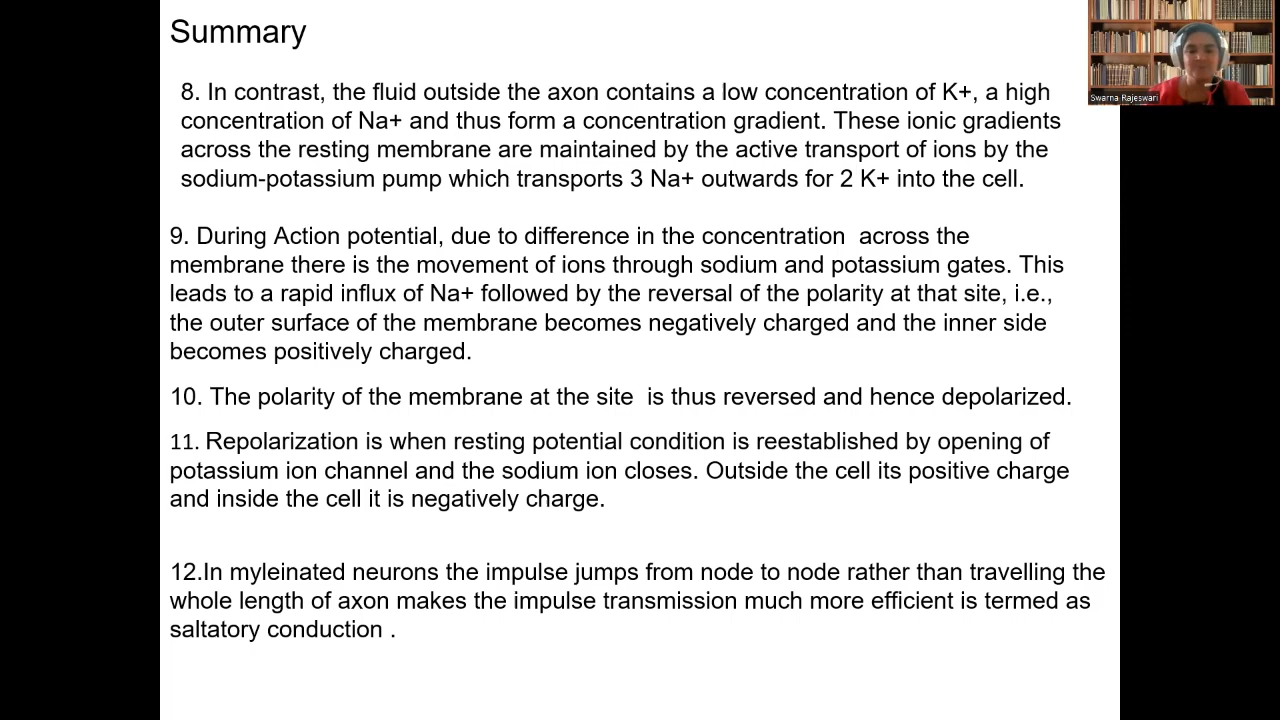 Summary
Swarna Rajeswari
8. In contrast, the fluid outside the axon contains a low concentration of K+, a high
concentration of Na+ and thus form a concentration gradient. These ionic gradients
across the resting membrane are maintained by the active transport of ions by the
sodium-potassium pump which transports 3 Na+ outwards for 2 K+ into the cell.
9. During Action potential, due to difference in the concentration  across the
membrane there is the movement of ions through sodium and potassium gates. This
leads to a rapid influx of Na+ followed by the reversal of the polarity at that site, i.e.,
the outer surface of the membrane becomes negatively charged and the inner side
becomes positively charged.
10. The polarity of the membrane at the site  is thus reversed and hence depolarized.
11. Repolarization is when resting potential condition is reestablished by opening of
potassium ion channel and the sodium ion closes. Outside the cell its positive charge
and inside the cell it is negatively charge.
12.In myleinated neurons the impulse jumps from node to node rather than travelling the
whole length of axon makes the impulse transmission much more efficient is termed as
saltatory conduction .